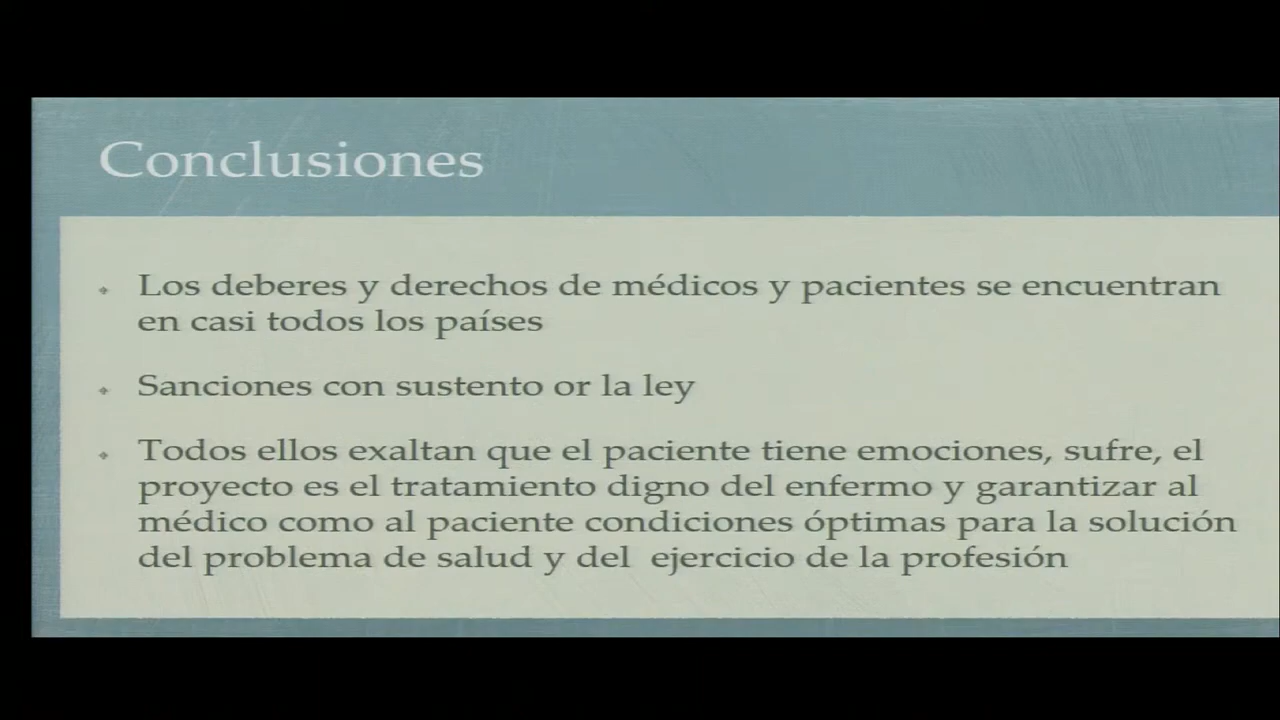 Conclusiones
Los deberes y derechos de médicos y pacientes se encuentran
en casi todos los países
Sanciones con sustento or la ley
Todos ellos exaltan que el paciente tiene emociones, sufre, el
proyecto es el tratamiento digno del enfermo y garantizar al
médico como al paciente condiciones óptimas para la solución
del problema de salud y del  ejercicio de la profesión